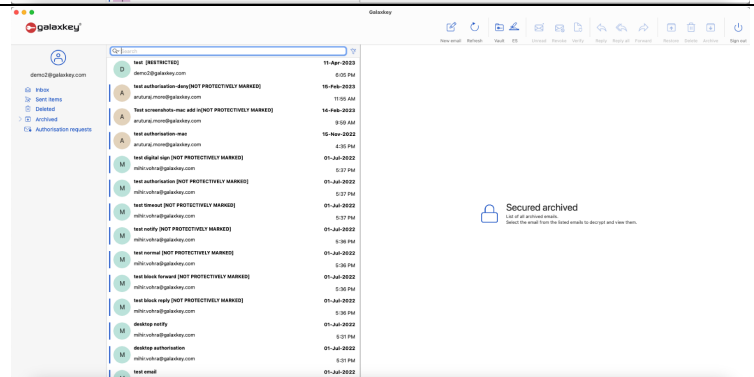 Galaxkey
galaxkey
New email Refresh Vault ES Unread Revoke Verify Reply Reply all Forward Restore Delete Archive Sign out
demo2@galaxkey.com
Inbox
Sent items
Deleted
Archived
Authorisation requests
Search
D test [RESTRICTED] 11-Apr-2023
demo2@galaxkey.com 6:05 PM
A test authorisation-deny[NOT PROTECTIVELY MARKED] 15-Feb-2023
aruturaj.more@galaxkey.com 11:55 AM
A Test screenshots-mac add in[NOT PROTECTIVELY MARKED] 14-Feb-2023
aruturaj.more@galaxkey.com 9:59 AM
A test authorisation-mac 15-Nov-2022
aruturaj.more@galaxkey.com 4:35 PM
M test digital sign [NOT PROTECTIVELY MARKED] 01-Jul-2022
mihir.vohra@galaxkey.com 5:37 PM
M test authorisation [NOT PROTECTIVELY MARKED] 01-Jul-2022
mihir.vohra@galaxkey.com 5:37 PM
M test timeout [NOT PROTECTIVELY MARKED] 01-Jul-2022
mihir.vohra@galaxkey.com 5:37 PM
M test notify [NOT PROTECTIVELY MARKED] 01-Jul-2022
mihir.vohra@galaxkey.com 5:36 PM
M test normal [NOT PROTECTIVELY MARKED] 01-Jul-2022
mihir.vohra@galaxkey.com 5:36 PM
M test block forward [NOT PROTECTIVELY MARKED] 01-Jul-2022
mihir.vohra@galaxkey.com 5:36 PM
M test block reply [NOT PROTECTIVELY MARKED] 01-Jul-2022
mihir.vohra@galaxkey.com 5:36 PM
M desktop notify 01-Jul-2022
mihir.vohra@galaxkey.com 5:31 PM
M desktop authorisation 01-Jul-2022
mihir.vohra@galaxkey.com 5:31 PM
test email 01-Jul-2022
Secured archived
List of all archived emails.
Select the email from the listed emails to decrypt and view them.